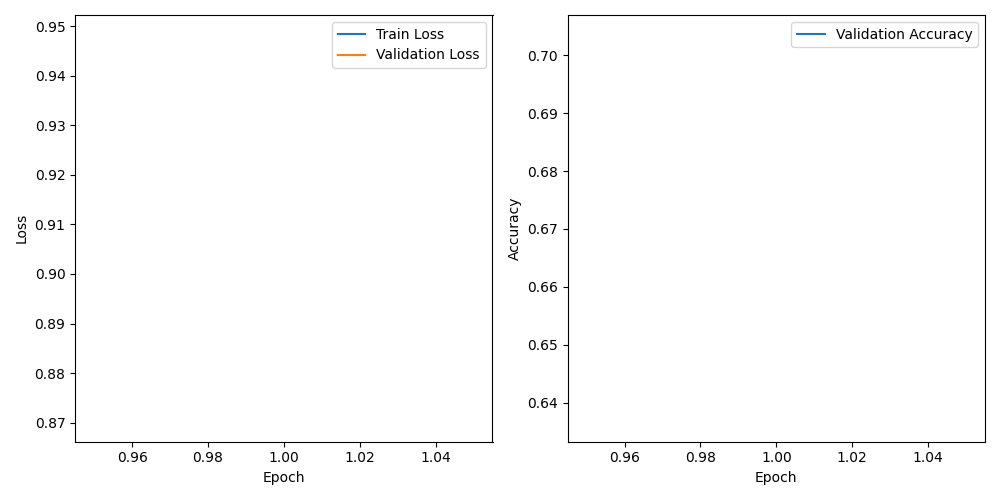 0.95
0.94
0.93
0.92
0.91
0.90
0.89
0.88
0.87
Loss
Train Loss
Validation Loss
0.96 0.98 1.00 1.02 1.04
Epoch
0.70
0.69
0.68
0.67
0.66
0.65
0.64
Accuracy
Validation Accuracy
0.96 0.98 1.00 1.02 1.04
Epoch